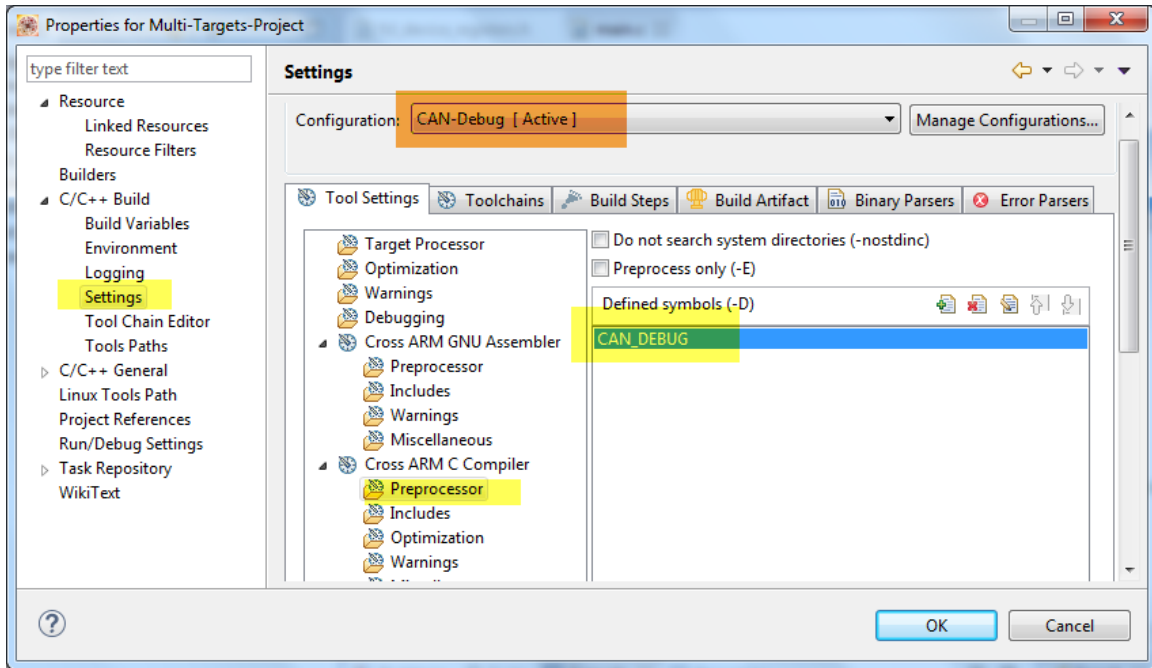 Properties for Multi-Targets-Project
type filter text
Resource
Linked Resources
Resource Filters
Builders
C/C++ Build
Build Variables
Environment
Logging
Settings
Tool Chain Editor
Tools Paths
C/C++ General
Linux Tools Path
Project References
Run/Debug Settings
Task Repository
WikiText
Settings
Configuration: CAN-Debug [ Active ] Manage Configurations...
Tool Settings Toolchains Build Steps Build Artifact Binary Parsers Error Parsers
Target Processor
Optimization
Warnings
Debugging
Cross ARM GNU Assembler
Preprocessor
Includes
Warnings
Miscellaneous
Cross ARM C Compiler
Preprocessor
Includes
Optimization
Warnings
Do not search system directories (-nostdinc)
Preprocess only (-E)
Defined symbols (-D)
CAN_DEBUG
OK Cancel